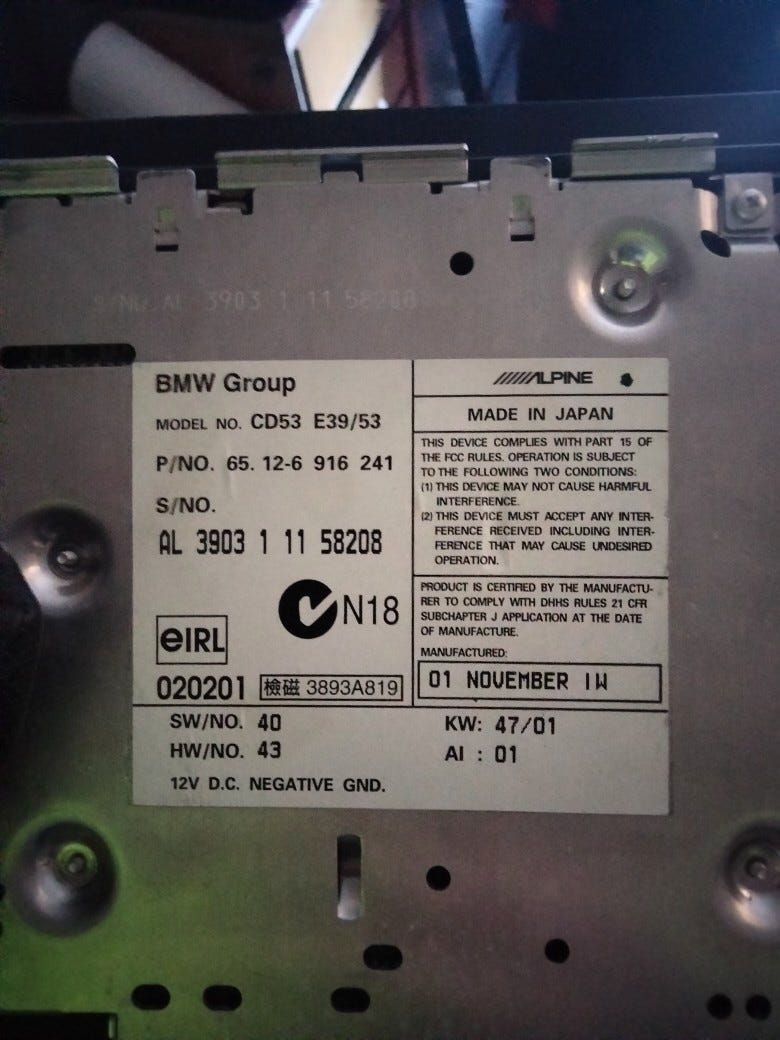 S/NO. AL 3903 1 11 58208
BMW Group
MODEL NO. CD53 E39/53
P/NO. 65. 12-6 916 241
S/NO.
AL 3903 1 11 58208
N18
eIRL
020201 檢磁 3893A819
ALPINE
MADE IN JAPAN
THIS DEVICE COMPLIES WITH PART 15 OF
THE FCC RULES. OPERATION IS SUBJECT
TO THE FOLLOWING TWO CONDITIONS:
(1) THIS DEVICE MAY NOT CAUSE HARMFUL
INTERFERENCE.
(2) THIS DEVICE MUST ACCEPT ANY INTER-
FERENCE RECEIVED INCLUDING INTER-
FERENCE THAT MAY CAUSE UNDESIRED
OPERATION.
PRODUCT IS CERTIFIED BY THE MANUFACTU-
RER TO COMPLY WITH DHHS RULES 21 CFR
SUBCHAPTER J APPLICATION AT THE DATE
OF MANUFACTURE.
MANUFACTURED:
01 NOVEMBER IW
SW/NO. 40
HW/NO. 43
12V D.C. NEGATIVE GND.
KW: 47/01
AI : 01